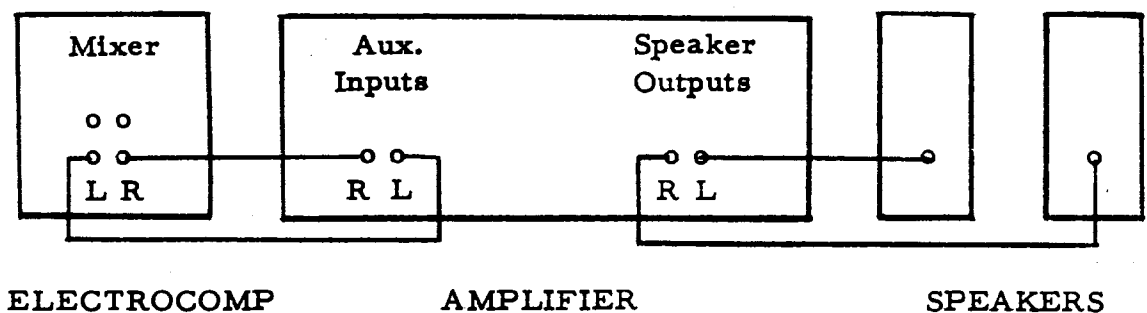 Mixer
Aux.
Inputs
Speaker
Outputs
L R
R L
R L
ELECTROCOMP
AMPLIFIER
SPEAKERS